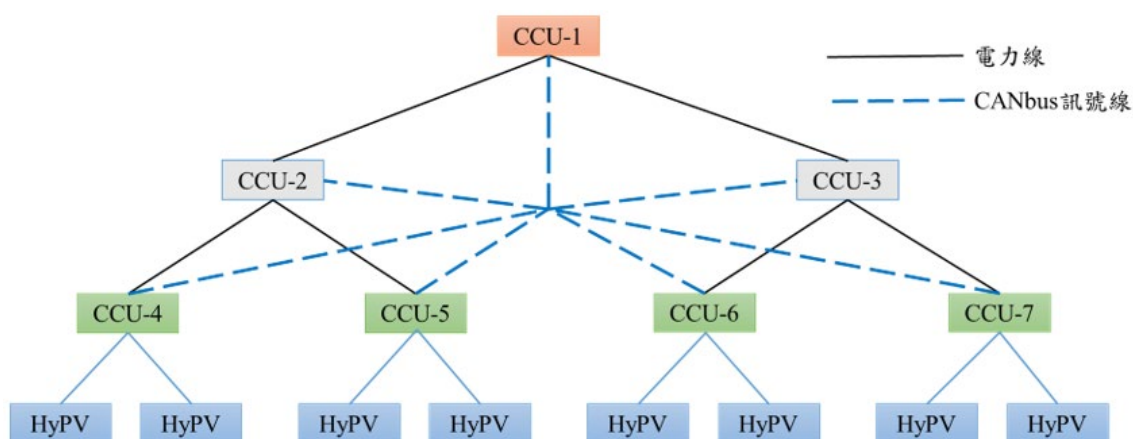 CCU-1
電力線
CANbus訊號線
CCU-2
CCU-3
CCU-4
CCU-5
CCU-6
CCU-7
HyPV
HyPV
HyPV
HyPV
HyPV
HyPV
HyPV
HyPV